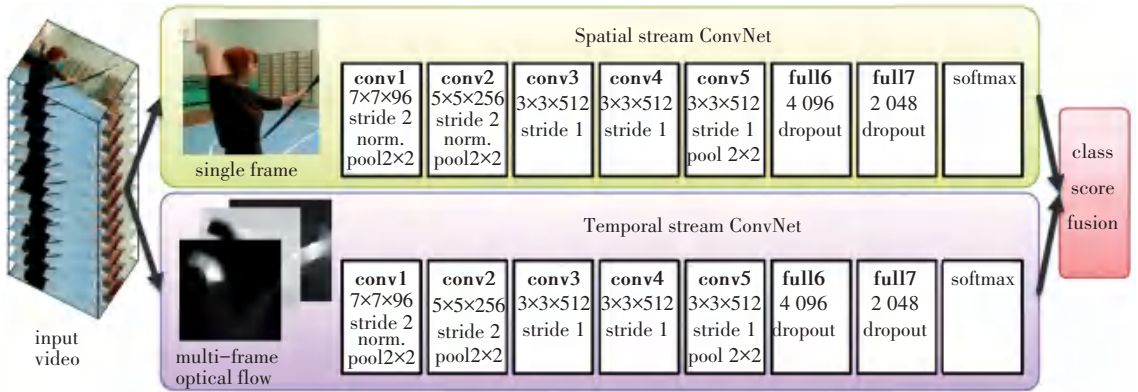 Spatial stream ConvNet
single frame
conv1
7×7×96
stride 2
norm.
pool2×2
conv2
5×5×256
stride 2
norm.
pool2×2
conv3
3×3×512
stride 1
conv4
3×3×512
stride 1
conv5
3×3×512
stride 1
pool 2×2
full6
4 096
dropout
full7
2 048
dropout
softmax
input
video
Temporal stream ConvNet
multi-frame
optical flow
conv1
7×7×96
stride 2
norm.
pool2×2
conv2
5×5×256
stride 2
pool2×2
conv3
3×3×512
stride 1
conv4
3×3×512
stride 1
conv5
3×3×512
stride 1
pool 2×2
full6
4 096
dropout
full7
2 048
dropout
softmax
class
score
fusion